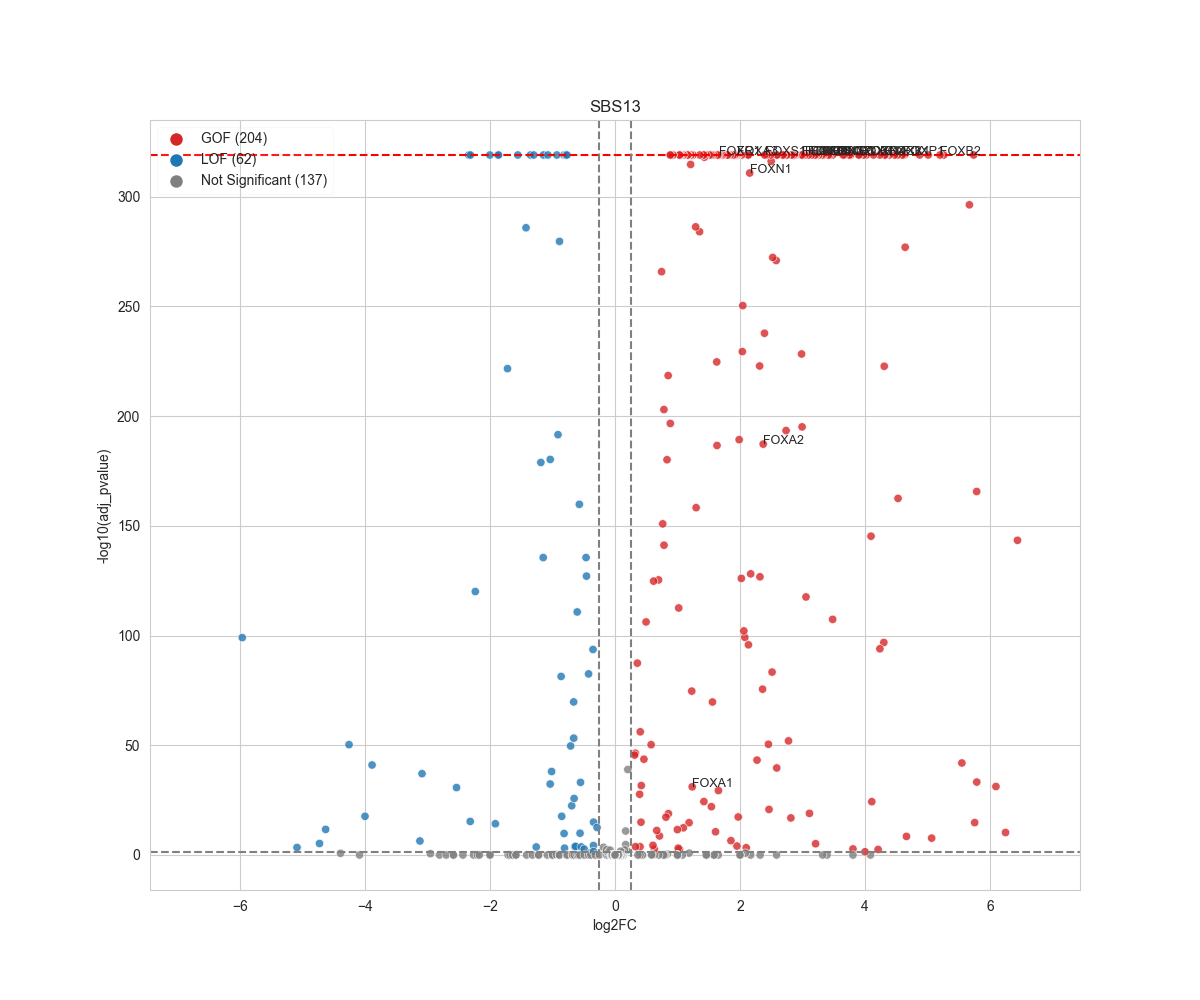 SBS13
GOF (204)
LOF (62)
Not Significant (137)
FOXB2
FOXN1
FOXA2
FOXA1
300
250
200
150
100
50
0
-log10(adj_pvalue)
−6
−4
−2
0
2
4
6
log2FC